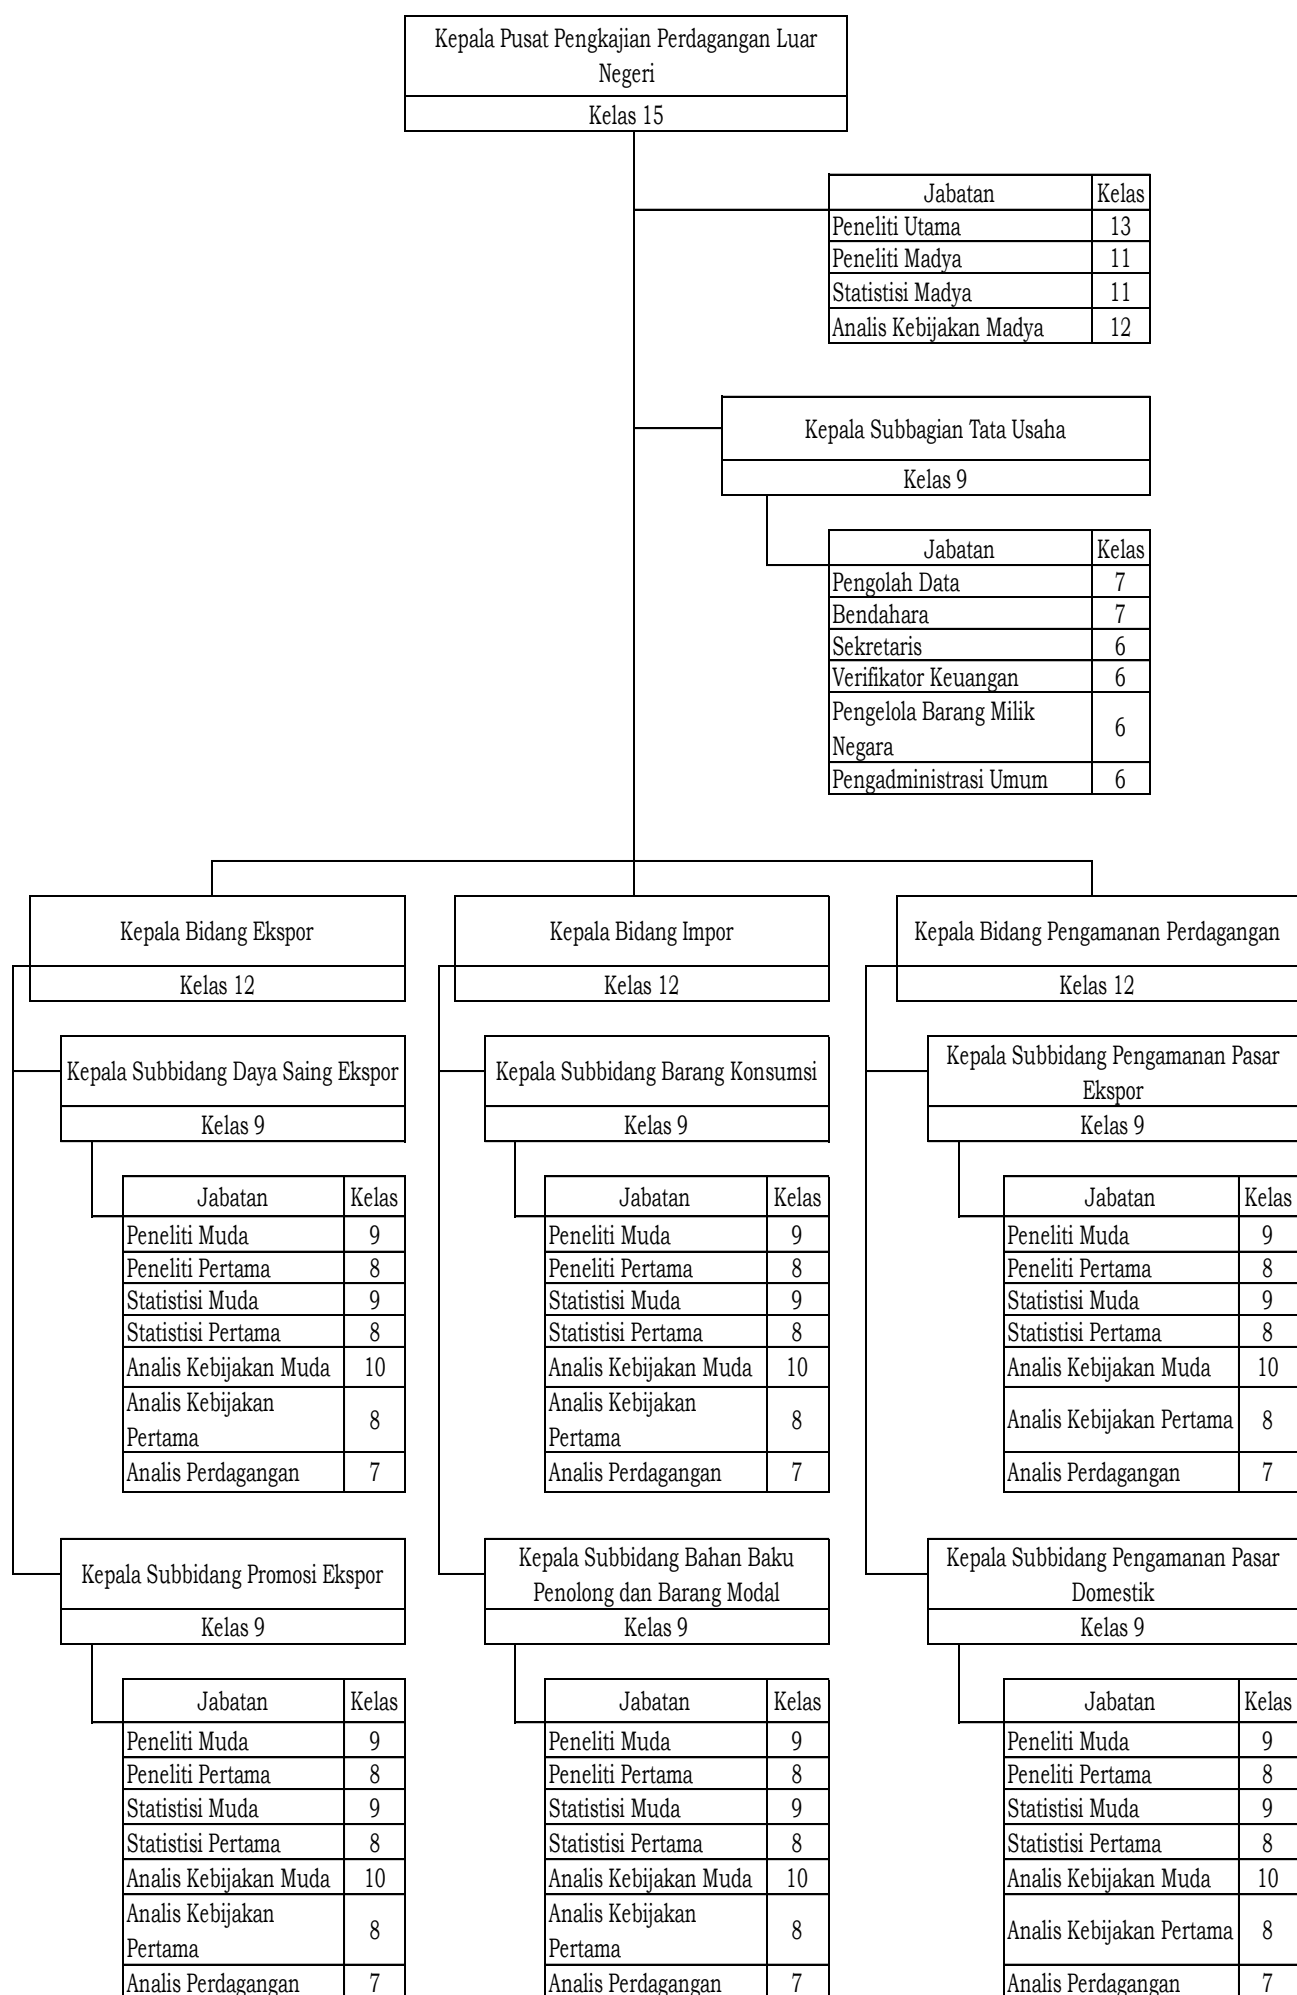 Kepala Pusat Pengkajian Perdagangan Luar
Negeri
Kelas 15
Jabatan Kelas
Peneliti Utama 13
Peneliti Madya 11
Statistisi Madya 11
Analis Kebijakan Madya 12
Kepala Subbagian Tata Usaha
Kelas 9
Jabatan Kelas
Pengolah Data 7
Bendahara 7
Sekretaris 6
Verifikator Keuangan 6
Pengelola Barang Milik
Negara 6
Pengadministrasi Umum 6
Kepala Bidang Ekspor
Kelas 12
Kepala Subbidang Daya Saing Ekspor
Kelas 9
Jabatan Kelas
Peneliti Muda 9
Peneliti Pertama 8
Statistisi Muda 9
Statistisi Pertama 8
Analis Kebijakan Muda 10
Analis Kebijakan
Pertama 8
Analis Perdagangan 7
Kepala Subbidang Promosi Ekspor
Kelas 9
Jabatan Kelas
Peneliti Muda 9
Peneliti Pertama 8
Statistisi Muda 9
Statistisi Pertama 8
Analis Kebijakan Muda 10
Analis Kebijakan
Pertama 8
Analis Perdagangan 7
Kepala Bidang Impor
Kelas 12
Kepala Subbidang Barang Konsumsi
Kelas 9
Jabatan Kelas
Peneliti Muda 9
Peneliti Pertama 8
Statistisi Muda 9
Statistisi Pertama 8
Analis Kebijakan Muda 10
Analis Kebijakan
Pertama 8
Analis Perdagangan 7
Kepala Subbidang Bahan Baku
Penolong dan Barang Modal
Kelas 9
Jabatan Kelas
Peneliti Muda 9
Peneliti Pertama 8
Statistisi Muda 9
Statistisi Pertama 8
Analis Kebijakan Muda 10
Analis Kebijakan
Pertama 8
Analis Perdagangan 7
Kepala Bidang Pengamanan Perdagangan
Kelas 12
Kepala Subbidang Pengamanan Pasar
Ekspor
Kelas 9
Jabatan Kelas
Peneliti Muda 9
Peneliti Pertama 8
Statistisi Muda 9
Statistisi Pertama 8
Analis Kebijakan Muda 10
Analis Kebijakan Pertama 8
Analis Perdagangan 7
Kepala Subbidang Pengamanan Pasar
Domestik
Kelas 9
Jabatan Kelas
Peneliti Muda 9
Peneliti Pertama 8
Statistisi Muda 9
Statistisi Pertama 8
Analis Kebijakan Muda 10
Analis Kebijakan Pertama 8
Analis Perdagangan 7